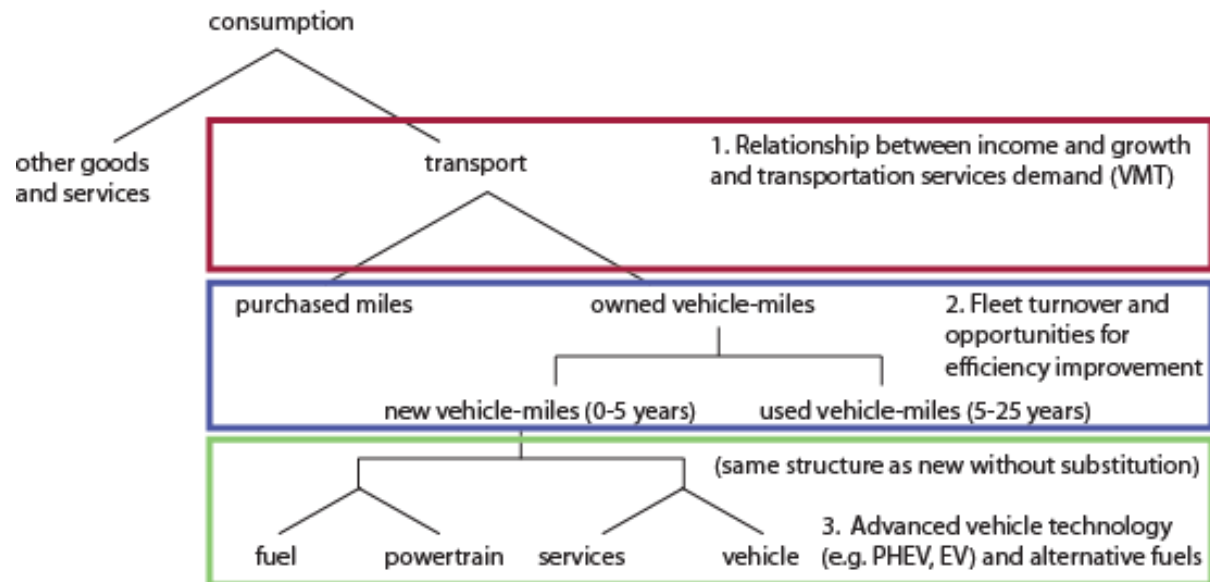 consumption
other goods
and services
transport
1. Relationship between income and growth
and transportation services demand (VMT)
purchased miles
owned vehicle-miles
2. Fleet turnover and
opportunities for
efficiency improvement
new vehicle-miles (0-5 years)
used vehicle-miles (5-25 years)
(same structure as new without substitution)
fuel
powertrain
services
vehicle
3. Advanced vehicle technology
(e.g. PHEV, EV) and alternative fuels